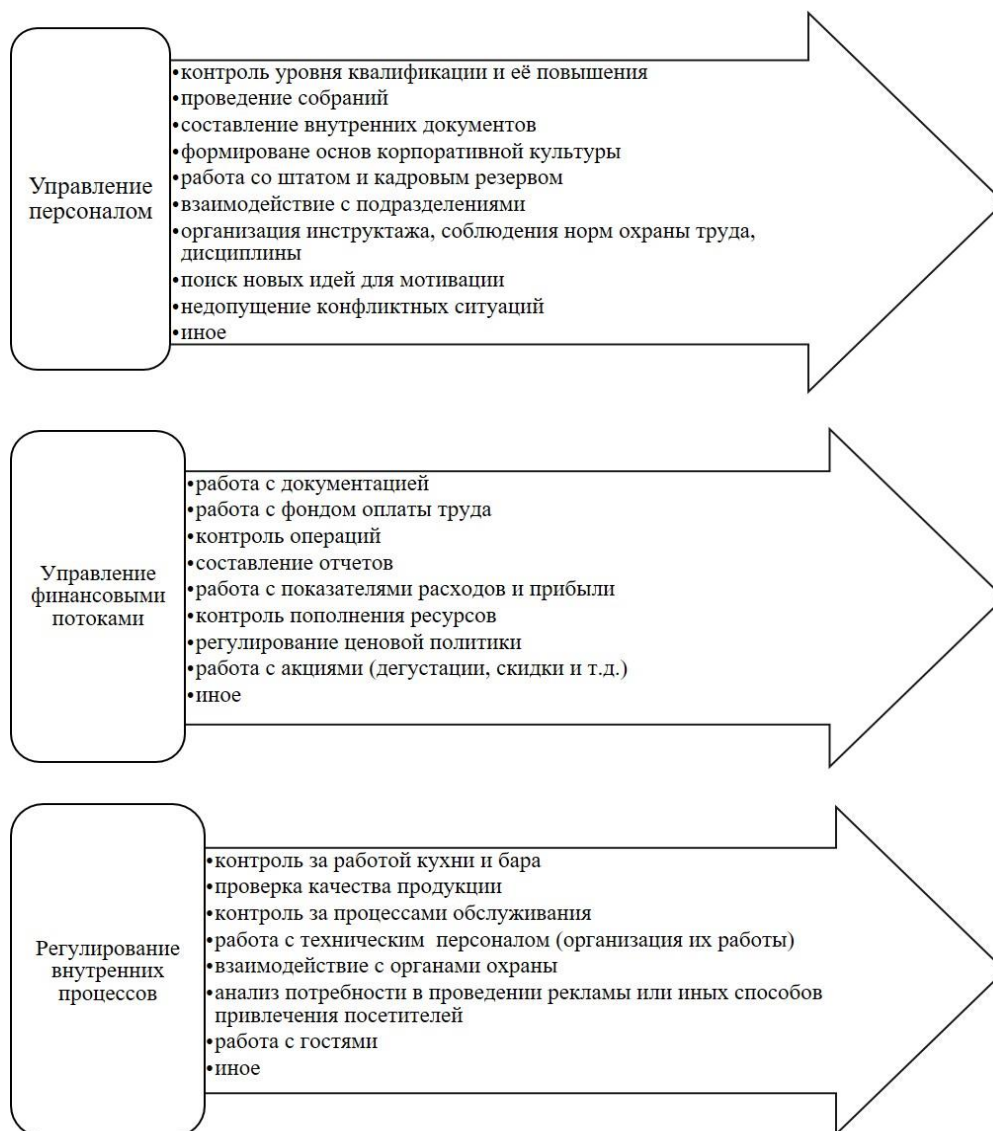 Управление
персоналом
•контроль уровня квалификации и её повышения
•проведение собраний
•составление внутренних документов
•формироване основ корпоративной культуры
•работа со штатом и кадровым резервом
•взаимодействие с подразделениями
•организация инструктажа, соблюдения норм охраны труда,
дисциплины
•поиск новых идей для мотивации
•недопущение конфликтных ситуаций
•иное
Управление
финансовыми
потоками
•работа с документацией
•работа с фондом оплаты труда
•контроль операций
•составление отчетов
•работа с показателями расходов и прибыли
•контроль пополнения ресурсов
•регулирование ценовой политики
•работа с акциями (дегустации, скидки и т.д.)
•иное
Регулирование
внутренних
процессов
•контроль за работой кухни и бара
•проверка качества продукции
•контроль за процессами обслуживания
•работа с техническим  персоналом (организация их работы)
•взаимодействие с органами охраны
•анализ потребности в проведении рекламы или иных способов
привлечения посетителей
•работа с гостями
•иное